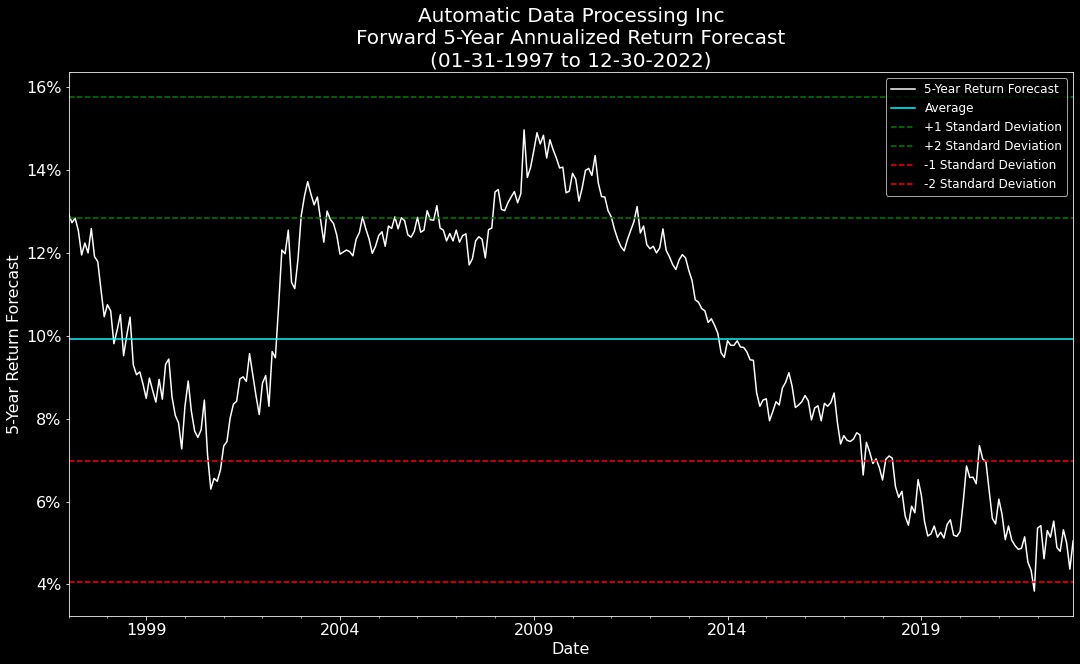 Automatic Data Processing Inc
Forward 5-Year Annualized Return Forecast
(01-31-1997 to 12-30-2022)
5-Year Return Forecast
Average
+1 Standard Deviation
+2 Standard Deviation
-1 Standard Deviation
-2 Standard Deviation
16%
14%
12%
10%
8%
6%
4%
5-Year Return Forecast
1999 2004 2009 2014 2019
Date